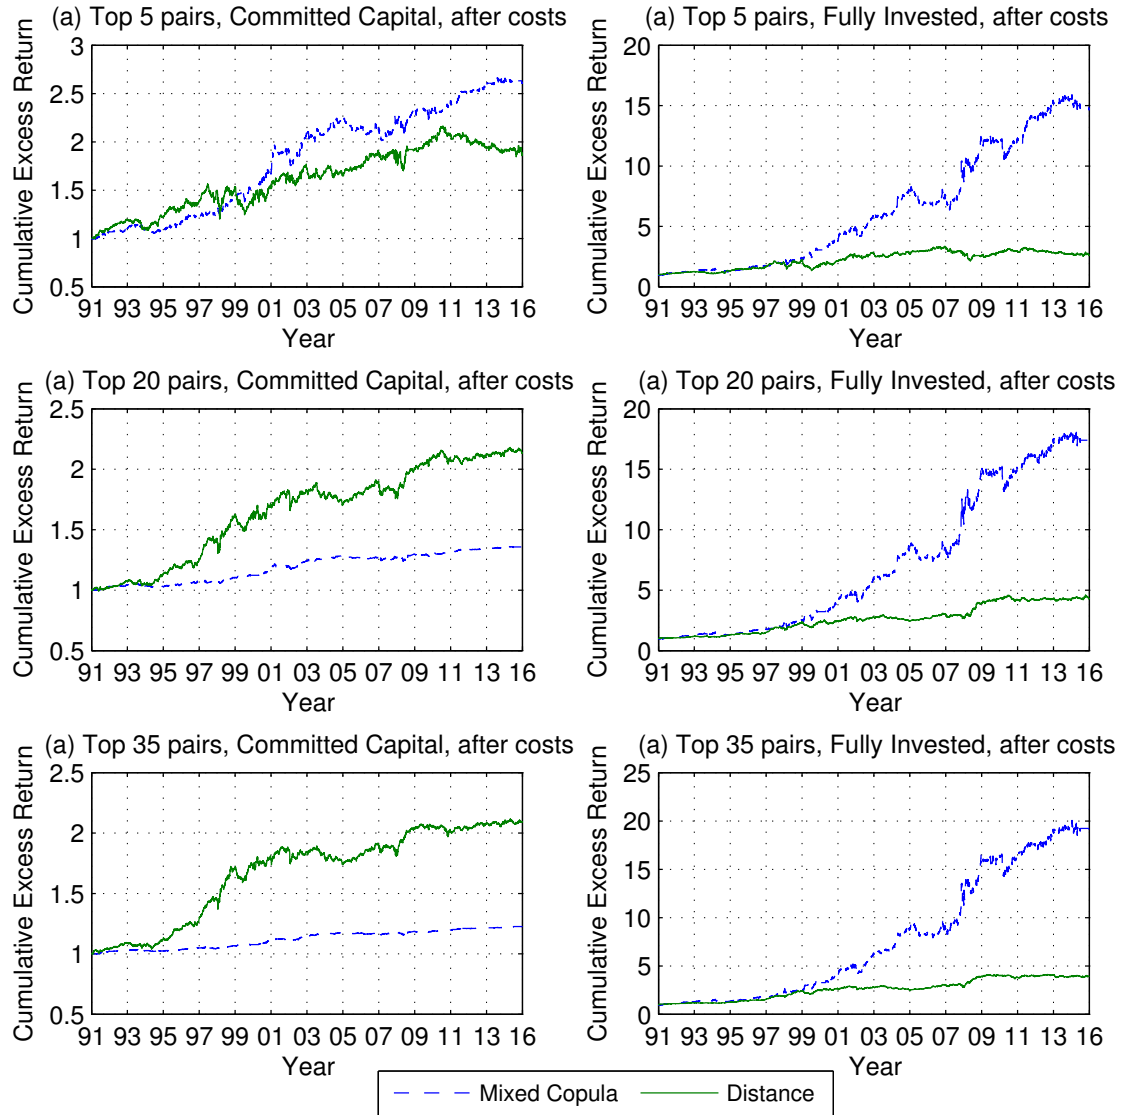 (a) Top 5 pairs, Committed Capital, after costs
Cumulative Excess Return
3
2.5
2
1.5
1
0.5
91 93 95 97 99 01 03 05 07 09 11 13 16
Year
(a) Top 5 pairs, Fully Invested, after costs
Cumulative Excess Return
20
15
10
5
0
91 93 95 97 99 01 03 05 07 09 11 13 16
Year
(a) Top 20 pairs, Committed Capital, after costs
Cumulative Excess Return
2.5
2
1.5
1
0.5
91 93 95 97 99 01 03 05 07 09 11 13 16
Year
(a) Top 20 pairs, Fully Invested, after costs
Cumulative Excess Return
20
15
10
5
0
91 93 95 97 99 01 03 05 07 09 11 13 16
Year
(a) Top 35 pairs, Committed Capital, after costs
Cumulative Excess Return
2.5
2
1.5
1
0.5
91 93 95 97 99 01 03 05 07 09 11 13 16
Year
(a) Top 35 pairs, Fully Invested, after costs
Cumulative Excess Return
25
20
15
10
5
0
91 93 95 97 99 01 03 05 07 09 11 13 16
Year
Mixed Copula
Distance